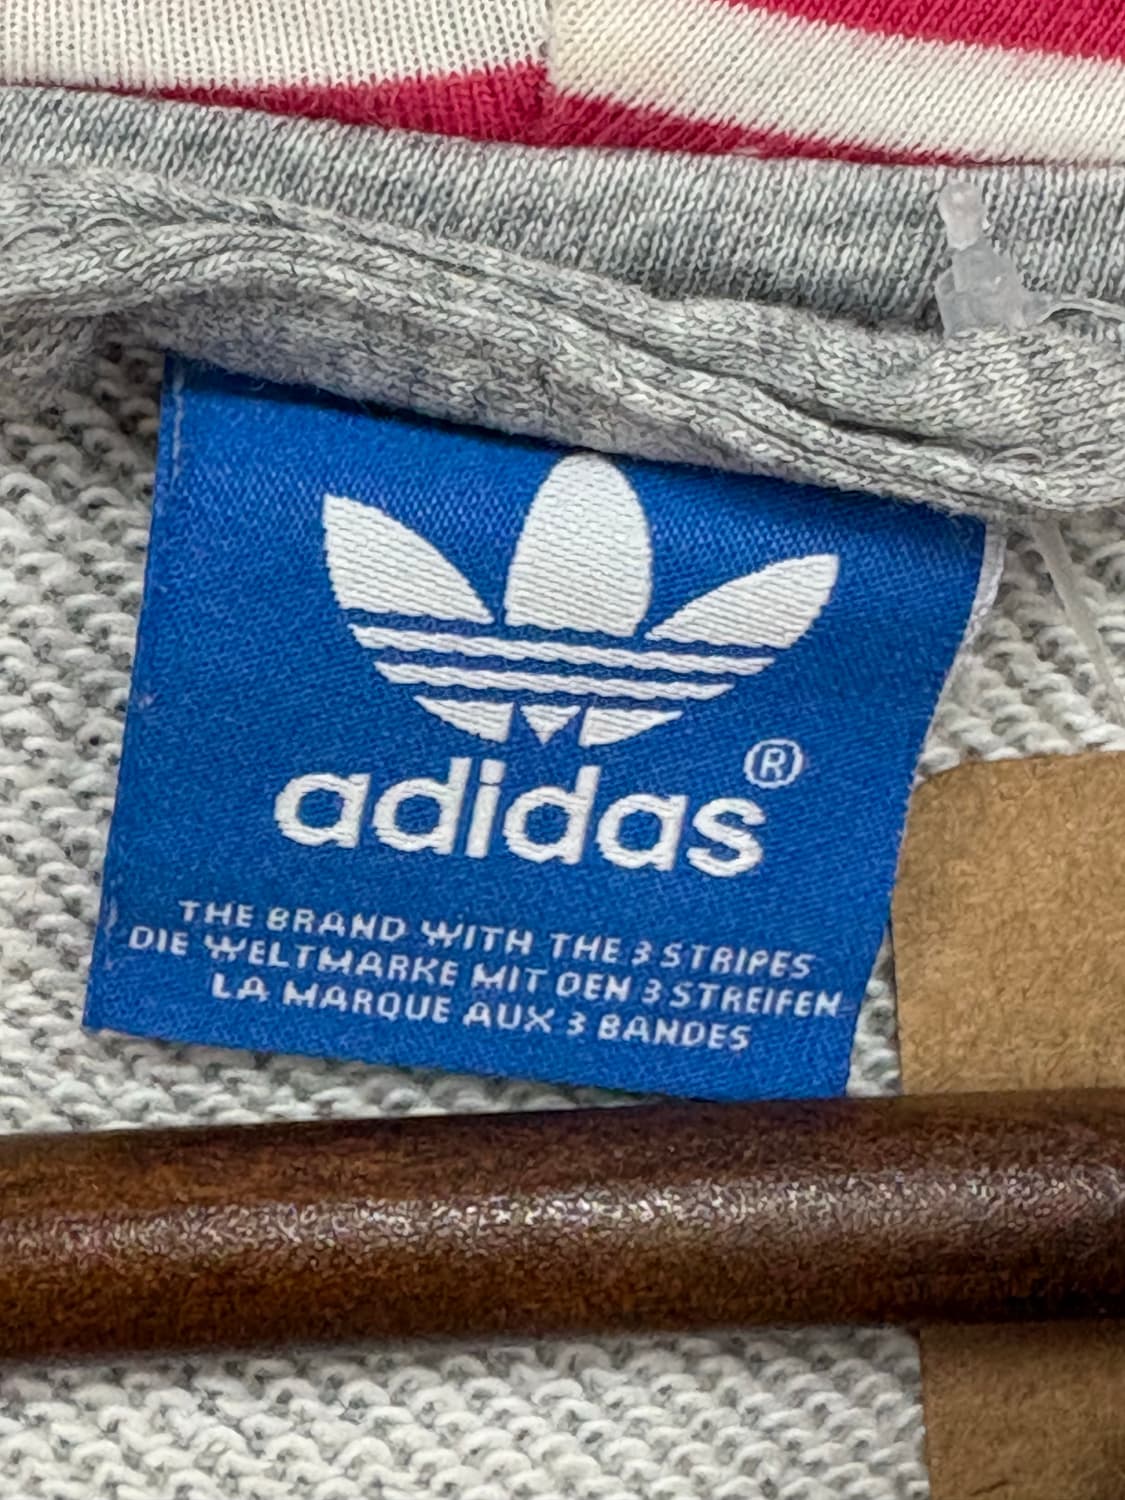 adidas®
THE BRAND WITH THE 3 STRIPES
DIE WELTMARKE MIT DEN 3 STREIFEN
LA MARQUE AUX 3 BANDES